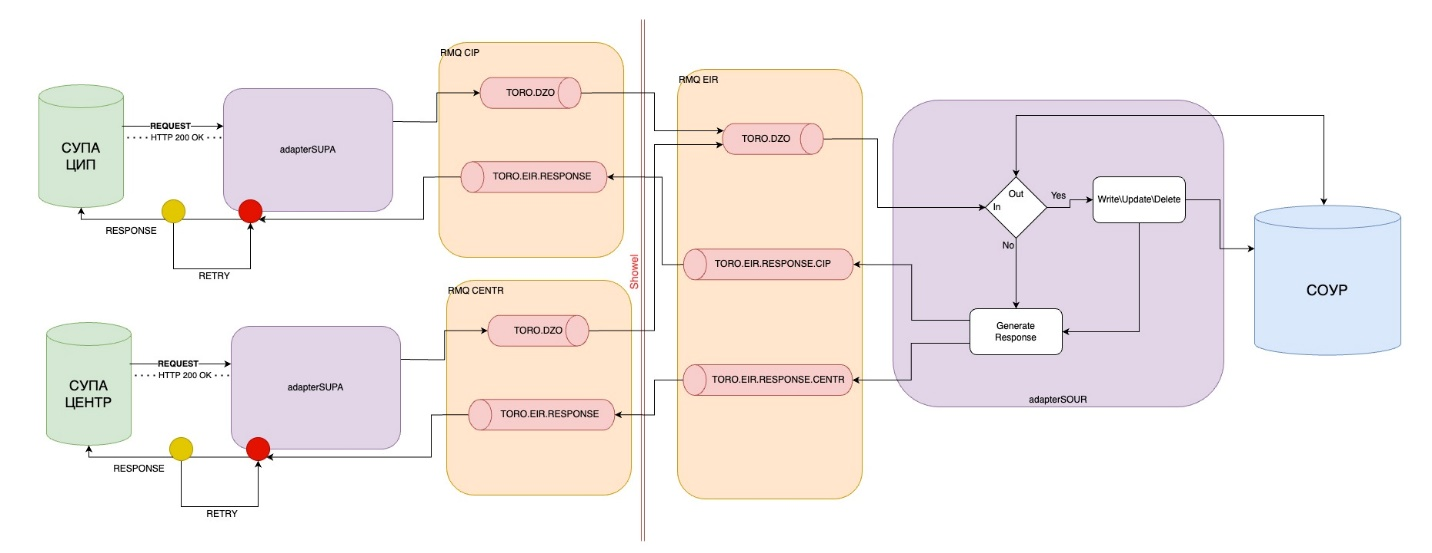 RMQ CIP
TORO.DZO
СУПА
ЦИП
REQUEST
HTTP 200 OK
adapterSUPA
TORO.EIR.RESPONSE
RESPONSE
RETRY
RMQ CENTR
TORO.DZO
СУПА
ЦЕНТР
REQUEST
HTTP 200 OK
adapterSUPA
TORO.EIR.RESPONSE
RESPONSE
RETRY
Showel
RMQ EIR
TORO.DZO
TORO.EIR.RESPONSE.CIP
TORO.EIR.RESPONSE.CENTR
Out
In
Yes
No
Write\Update\Delete
Generate
Response
adapterSOUR
СОУР